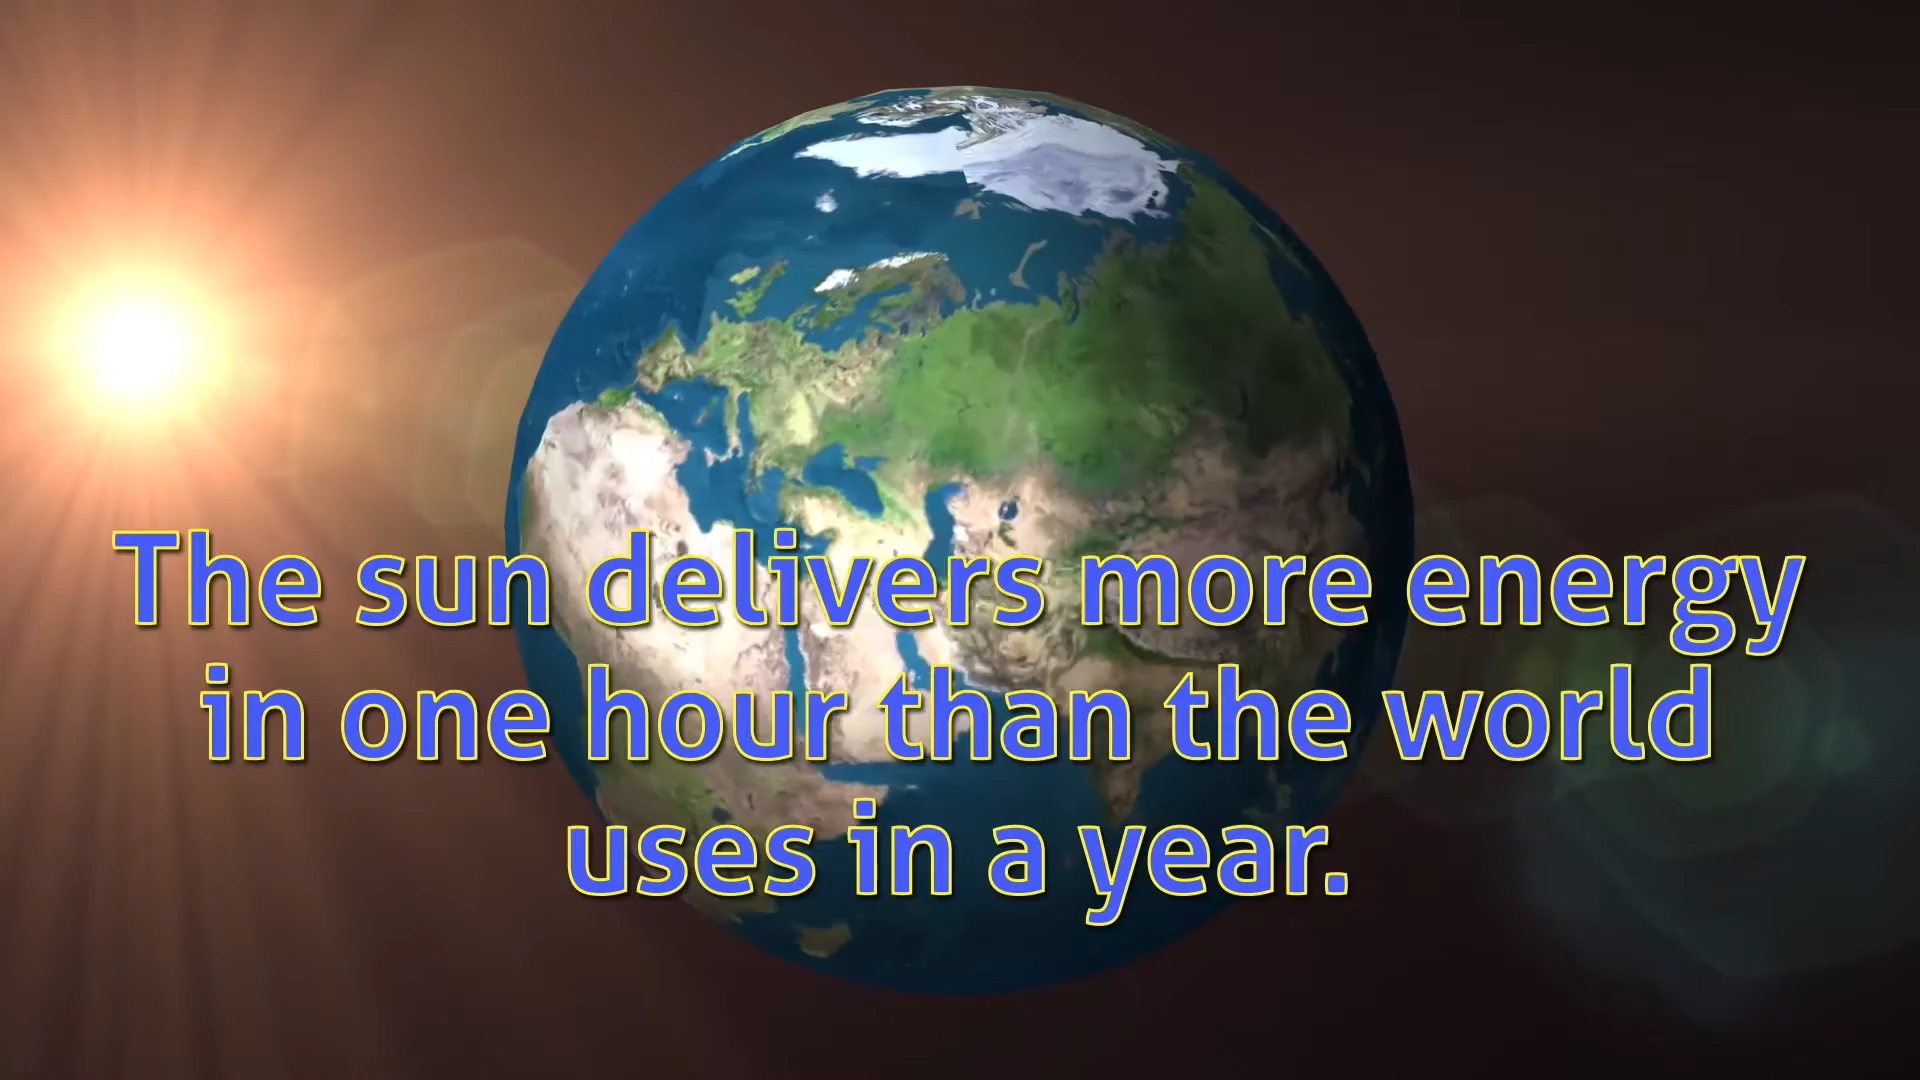 The sun delivers more energy
in one hour than the world
uses in a year.